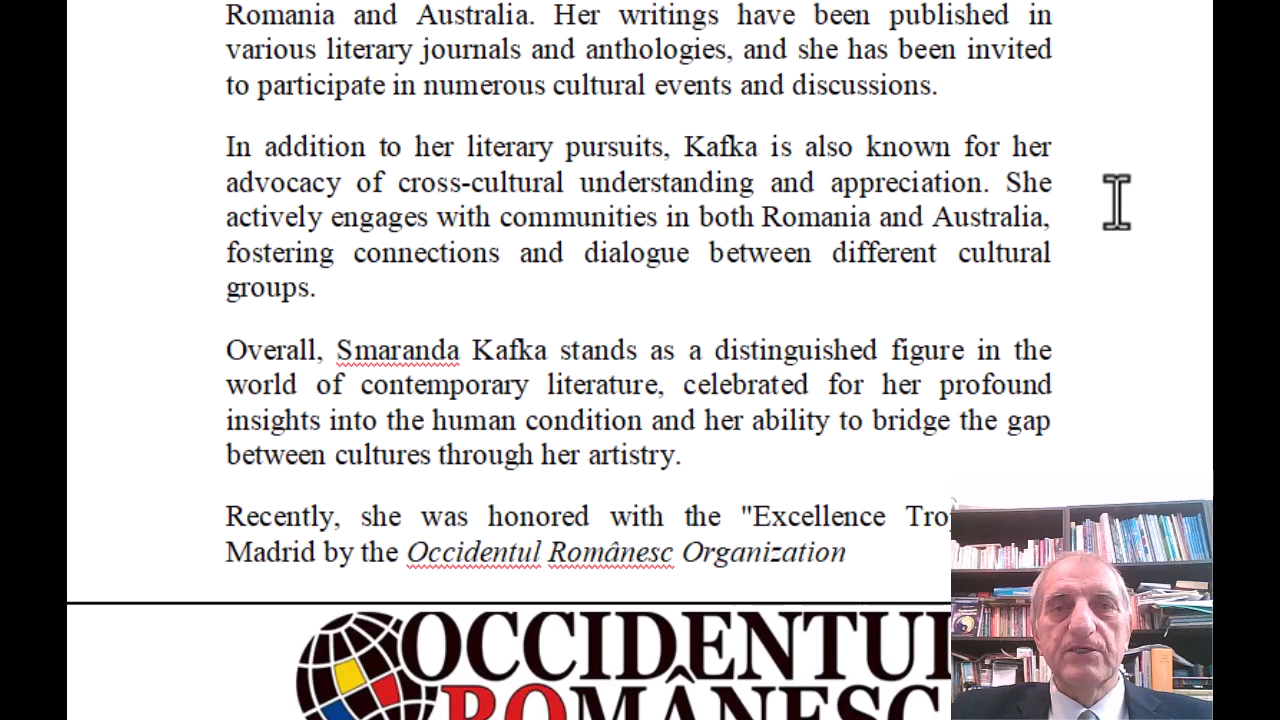 Romania and Australia. Her writings have been published in
various literary journals and anthologies, and she has been invited
to participate in numerous cultural events and discussions.
In addition to her literary pursuits, Kafka is also known for her
advocacy of cross-cultural understanding and appreciation. She
actively engages with communities in both Romania and Australia,
fostering connections and dialogue between different cultural
groups.
Overall, Smaranda Kafka stands as a distinguished figure in the
world of contemporary literature, celebrated for her profound
insights into the human condition and her ability to bridge the gap
between cultures through her artistry.
Recently, she was honored with the "Excellence
Madrid by the Occidentul Românesc Organization
ROMÂNESC